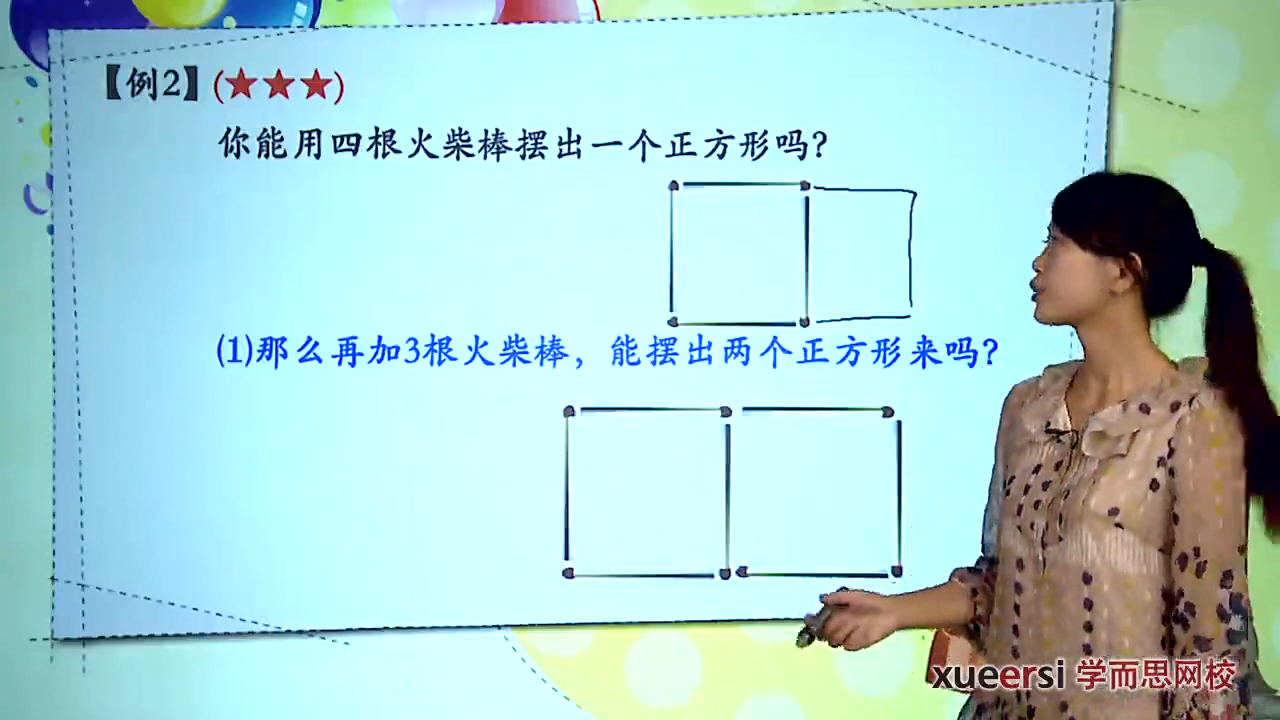 【例2】(★★★)
你能用四根火柴棒摆出一个正方形吗?
(1)那么再加3根火柴棒，能摆出两个正方形来吗?
xueersi 学而思网校